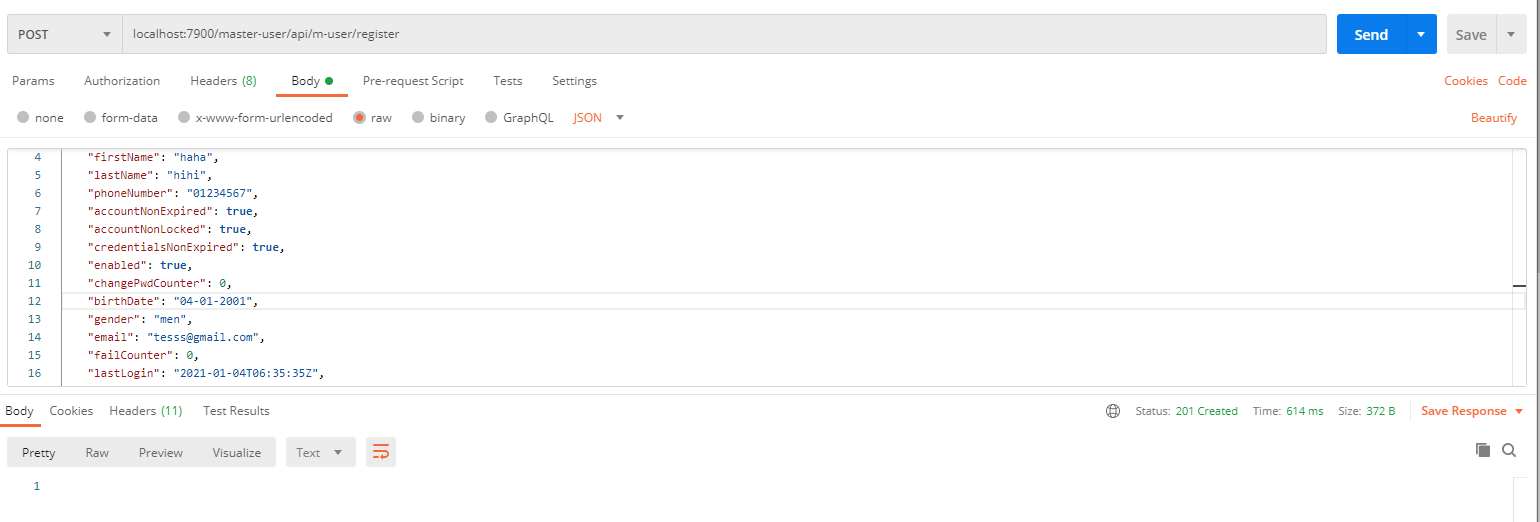 POST localhost:7900/master-user/api/m-user/register Send Save
Params Authorization Headers (8) Body Pre-request Script Tests Settings Cookies Code
none form-data x-www-form-urlencoded raw binary GraphQL JSON Beautify
4 "firstName": "haha",
5 "lastName": "hihi",
6 "phoneNumber": "01234567",
7 "accountNonExpired": true,
8 "accountNonLocked": true,
9 "credentialsNonExpired": true,
10 "enabled": true,
11 "changePwdCounter": 0,
12 "birthDate": "04-01-2001",
13 "gender": "men",
14 "email": "tesss@gmail.com",
15 "failCounter": 0,
16 "lastLogin": "2021-01-04T06:35:35Z",
Body Cookies Headers (11) Test Results Status: 201 Created Time: 614 ms Size: 372 B Save Response
Pretty Raw Preview Visualize Text
1